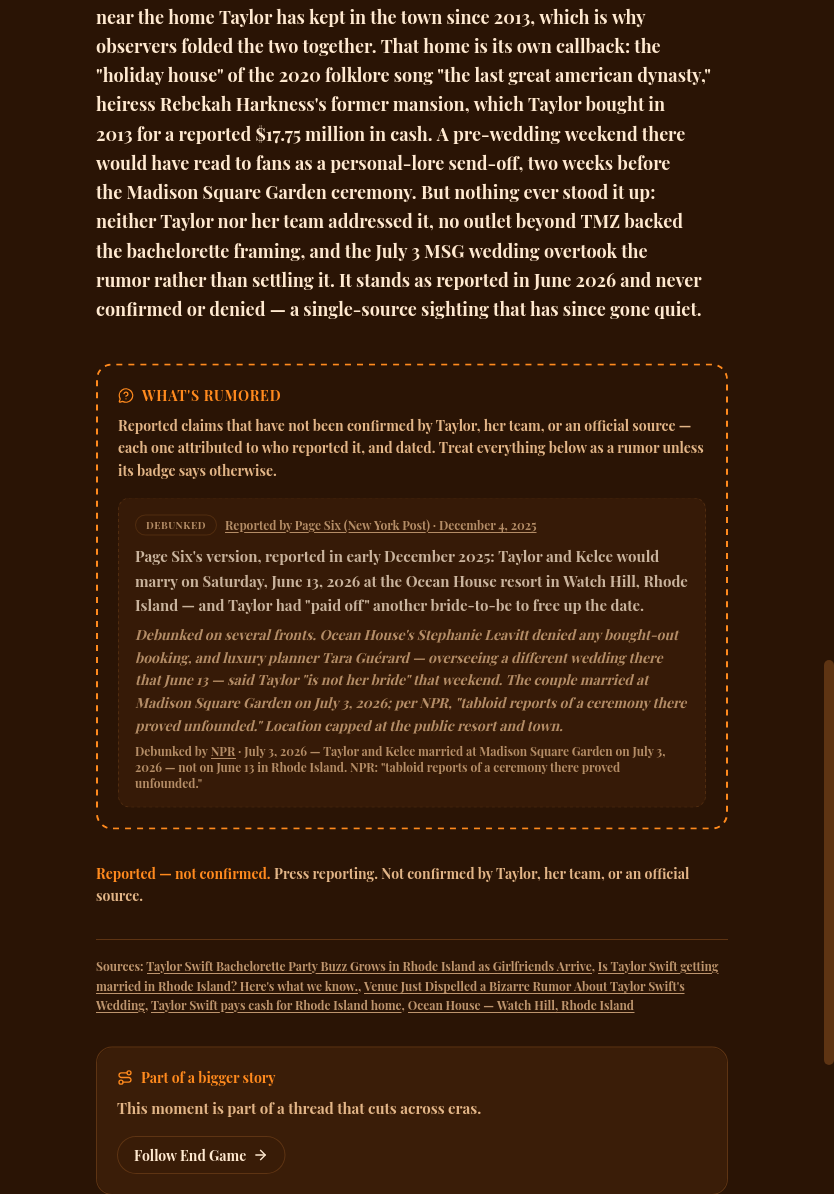 near the home Taylor has kept in the town since 2013, which is why
observers folded the two together. That home is its own callback: the
"holiday house" of the 2020 folklore song "the last great american dynasty,"
heiress Rebekah Harkness's former mansion, which Taylor bought in
2013 for a reported $17.75 million in cash. A pre-wedding weekend there
would have read to fans as a personal-lore send-off, two weeks before
the Madison Square Garden ceremony. But nothing ever stood it up:
neither Taylor nor her team addressed it, no outlet beyond TMZ backed
the bachelorette framing, and the July 3 MSG wedding overtook the
rumor rather than settling it. It stands as reported in June 2026 and never
confirmed or denied — a single-source sighting that has since gone quiet.
WHAT'S RUMORED
Reported claims that have not been confirmed by Taylor, her team, or an official source —
each one attributed to who reported it, and dated. Treat everything below as a rumor unless
its badge says otherwise.
DEBUNKED Reported by Page Six (New York Post) · December 4, 2025
Page Six's version, reported in early December 2025: Taylor and Kelce would
marry on Saturday, June 13, 2026 at the Ocean House resort in Watch Hill, Rhode
Island — and Taylor had "paid off" another bride-to-be to free up the date.
Debunked on several fronts. Ocean House's Stephanie Leavitt denied any bought-out
booking, and luxury planner Tara Guérard — overseeing a different wedding there
that June 13 — said Taylor "is not her bride" that weekend. The couple married at
Madison Square Garden on July 3, 2026; per NPR, "tabloid reports of a ceremony there
proved unfounded." Location capped at the public resort and town.
Debunked by NPR · July 3, 2026 — Taylor and Kelce married at Madison Square Garden on July 3,
2026 — not on June 13 in Rhode Island. NPR: "tabloid reports of a ceremony there proved
unfounded."
Reported — not confirmed. Press reporting. Not confirmed by Taylor, her team, or an official
source.
Sources: Taylor Swift Bachelorette Party Buzz Grows in Rhode Island as Girlfriends Arrive, Is Taylor Swift getting
married in Rhode Island? Here's what we know., Venue Just Dispelled a Bizarre Rumor About Taylor Swift's
Wedding, Taylor Swift pays cash for Rhode Island home, Ocean House — Watch Hill, Rhode Island
Part of a bigger story
This moment is part of a thread that cuts across eras.
Follow End Game →